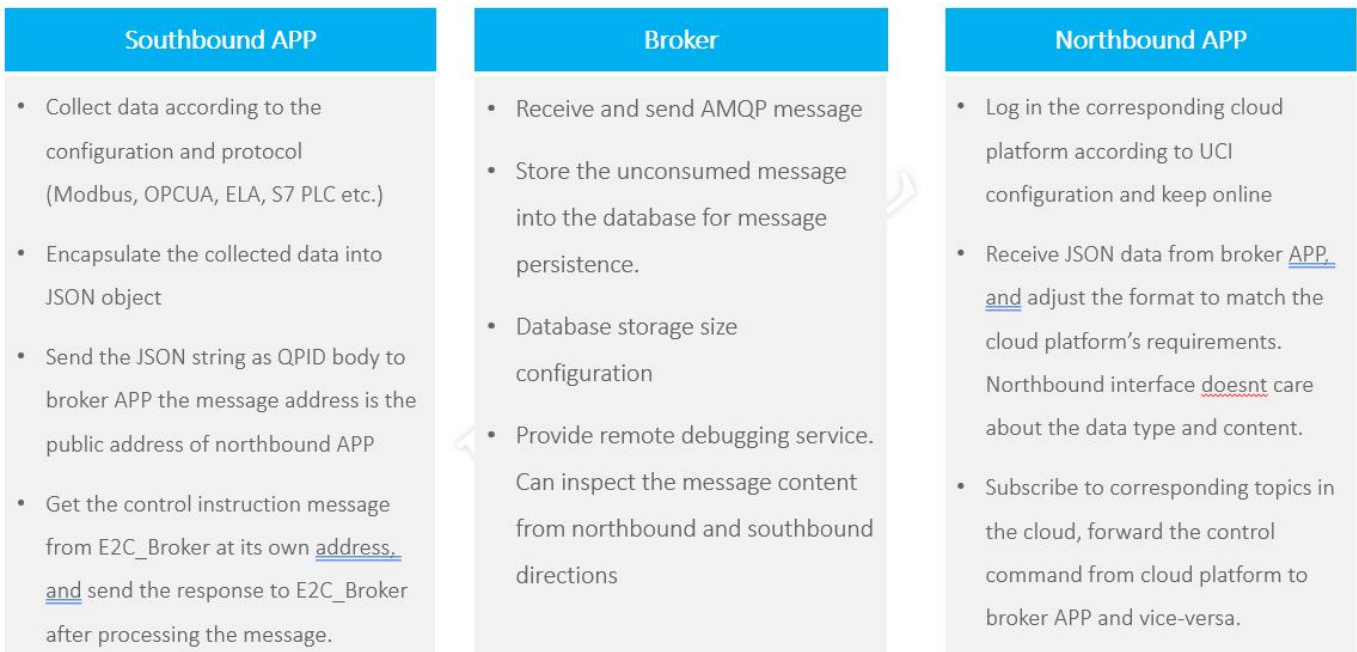 Southbound APP
• Collect data according to the
configuration and protocol
(Modbus, OPCUA, ELA, S7 PLC etc.)
• Encapsulate the collected data into
JSON object
• Send the JSON string as QPID body to
broker APP the message address is the
public address of northbound APP
• Get the control instruction message
from E2C_Broker at its own address,
and send the response to E2C_Broker
after processing the message.
Broker
• Receive and send AMQP message
• Store the unconsumed message
into the database for message
persistence.
• Database storage size
configuration
• Provide remote debugging service.
Can inspect the message content
from northbound and southbound
directions
Northbound APP
• Log in the corresponding cloud
platform according to UCI
configuration and keep online
• Receive JSON data from broker APP,
and adjust the format to match the
cloud platform’s requirements.
Northbound interface doesnt care
about the data type and content.
• Subscribe to corresponding topics in
the cloud, forward the control
command from cloud platform to
broker APP and vice-versa.